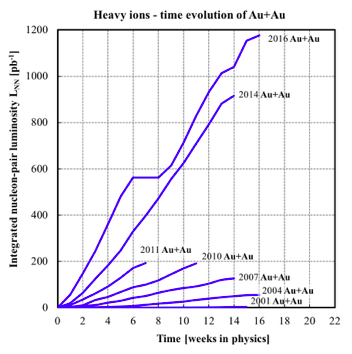 Heavy ions - time evolution of Au+Au
Integrated nucleon-pair luminosity L_NN [pb⁻¹]
1200
1000
800
600
400
200
0
2016 Au+Au
2014 Au+Au
2011 Au+Au
2010 Au+Au
2007 Au+Au
2004 Au+Au
2001 Au+Au
0 2 4 6 8 10 12 14 16 18 20 22
Time [weeks in physics]